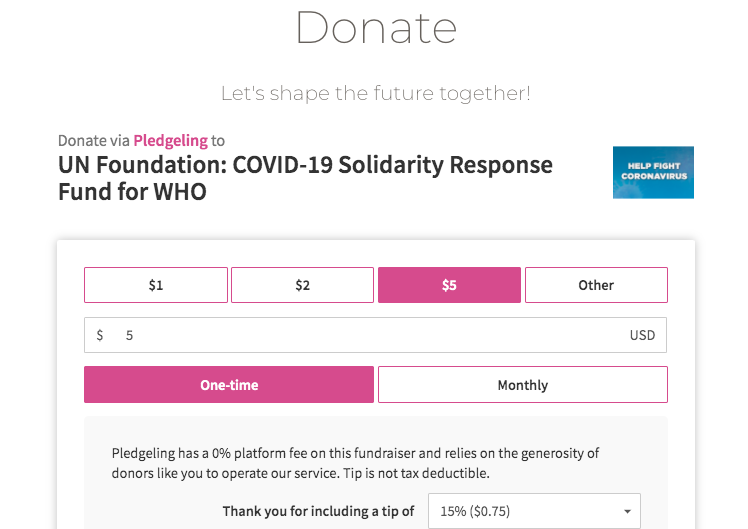 Donate
Let's shape the future together!
Donate via Pledgeling to
UN Foundation: COVID-19 Solidarity Response
Fund for WHO
HELP FIGHT
CORONAVIRUS
$1
$2
$5
Other
$ 5 USD
One-time
Monthly
Pledgeling has a 0% platform fee on this fundraiser and relies on the generosity of
donors like you to operate our service. Tip is not tax deductible.
Thank you for including a tip of
15% ($0.75)